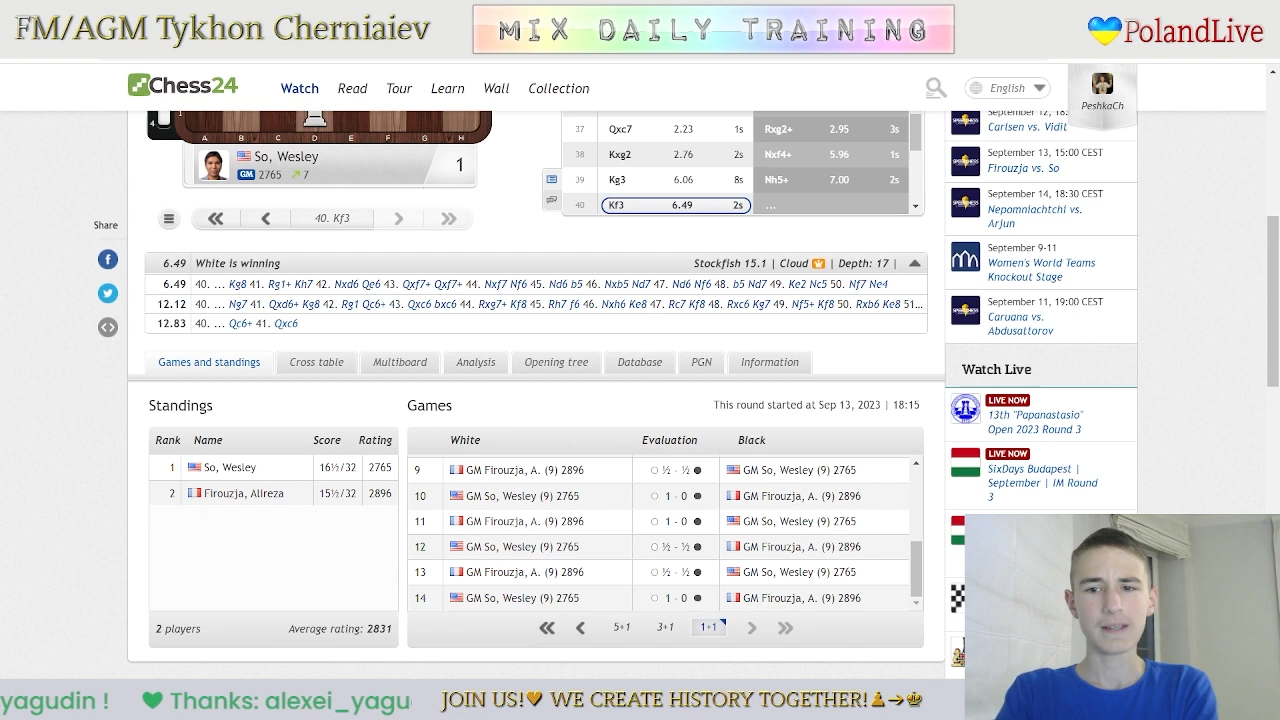 FM/AGM Tykhon Cherniaiev
MIX DAILY TRAINING
PolandLive
Chess24
Watch Read Tour Learn Wall Collection
English
PeshkaCh
A B C D E F G H
4
So, Wesley
GM 2765 7
1
37 Qxc7 2.23 1s Rxg2+ 2.95 3s
38 Kxg2 2.76 2s Nxf4+ 5.96 1s
39 Kg3 6.06 8s Nh5+ 7.00 2s
40 Kf3 6.49 2s ...
40. Kf3
Share
6.49 White is winning Stockfish 15.1 | Cloud | Depth: 17 |
6.49 40. ... Kg8 41. Rg1+ Kh7 42. Nxd6 Qe6 43. Qxf7+ Qxf7+ 44. Nxf7 Nf6 45. Nd6 b5 46. Nxb5 Nd7 47. Nd6 Nf6 48. b5 Nd7 49. Ke2 Nc5 50. Nf7 Ne4
12.12 40. ... Ng7 41. Qxd6+ Kg8 42. Rg1 Qc6+ 43. Qxc6 bxc6 44. Rxg7+ Kf8 45. Rh7 f6 46. Nxh6 Ke8 47. Rc7 Kf8 48. Rxc6 Kg7 49. Nf5+ Kf8 50. Rxb6 Ke8 51...
12.83 40. ... Qc6+ 41. Qxc6
Games and standings Cross table Multiboard Analysis Opening tree Database PGN Information
Standings
Rank Name Score Rating
1 So, Wesley 16½/32 2765
2 Firouzja, Alireza 15½/32 2896
2 players Average rating: 2831
Games This round started at Sep 13, 2023 | 18:15
White Evaluation Black
9 GM Firouzja, A. (9) 2896 ½ - ½ GM So, Wesley (9) 2765
10 GM So, Wesley (9) 2765 1 - 0 GM Firouzja, A. (9) 2896
11 GM Firouzja, A. (9) 2896 1 - 0 GM So, Wesley (9) 2765
12 GM So, Wesley (9) 2765 ½ - ½ GM Firouzja, A. (9) 2896
13 GM Firouzja, A. (9) 2896 ½ - ½ GM So, Wesley (9) 2765
14 GM So, Wesley (9) 2765 1 - 0 GM Firouzja, A. (9) 2896
5+1 3+1 1+1
September 12, 18:
Carlsen vs. Vidit
September 13, 15:00 CEST
Firouzja vs. So
September 14, 18:30 CEST
Nepomniachtchi vs.
Arjun
September 9-11
Women's World Teams
Knockout Stage
September 11, 19:00 CEST
Caruana vs.
Abdusattorov
Watch Live
LIVE NOW
13th "Papanastasio"
Open 2023 Round 3
LIVE NOW
SixDays Budapest |
September | IM Round
3
yagudin ! Thanks: alexei_yagu
JOIN US! WE CREATE HISTORY TOGETHER!